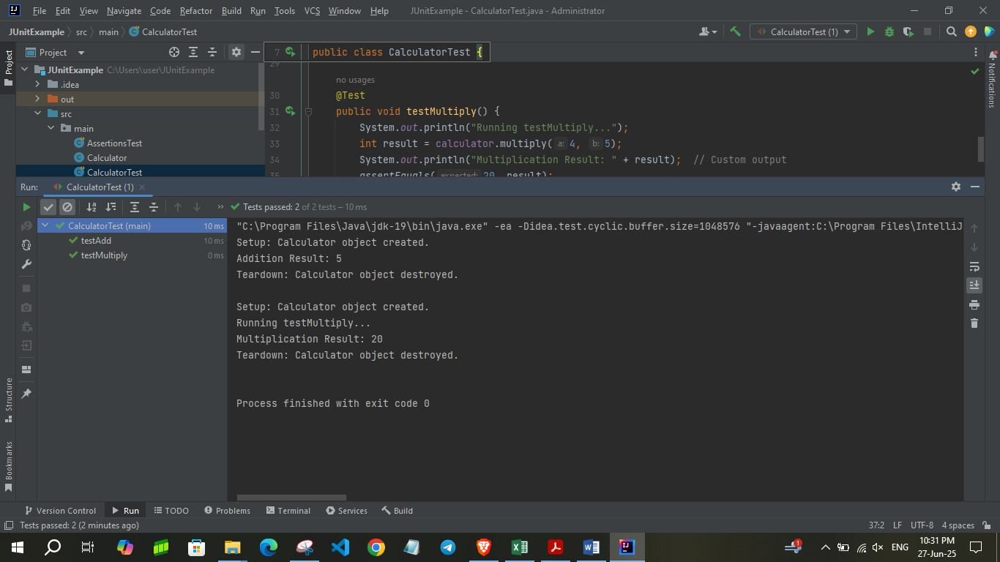 File Edit View Navigate Code Refactor Build Run Tools VCS Window Help JUnitExample - CalculatorTest.java - Administrator
JUnitExample src main CalculatorTest CalculatorTest (1)
Project
7 public class CalculatorTest {
JUnitExample C:\Users\user\JUnitExample
.idea
out
src
main
AssertionsTest
Calculator
CalculatorTest
29
no usages
30 @Test
31 public void testMultiply() {
32 System.out.println("Running testMultiply...");
33 int result = calculator.multiply( a: 4, b: 5);
34 System.out.println("Multiplication Result: " + result); // Custom output
35 assertEquals( expected: 20, result);
Project
Structure
Bookmarks
Notifications
Run: CalculatorTest (1)
Tests passed: 2 of 2 tests – 10 ms
CalculatorTest (main) 10 ms
testAdd 10 ms
testMultiply 0 ms
"C:\Program Files\Java\jdk-19\bin\java.exe" -ea -Didea.test.cyclic.buffer.size=1048576 "-javaagent:C:\Program Files\IntelliJ
Setup: Calculator object created.
Addition Result: 5
Teardown: Calculator object destroyed.
Setup: Calculator object created.
Running testMultiply...
Multiplication Result: 20
Teardown: Calculator object destroyed.
Process finished with exit code 0
Version Control Run TODO Problems Terminal Services Build
Tests passed: 2 (2 minutes ago) 37:2 LF UTF-8 4 spaces
1 ENG 10:31 PM
27-Jun-25